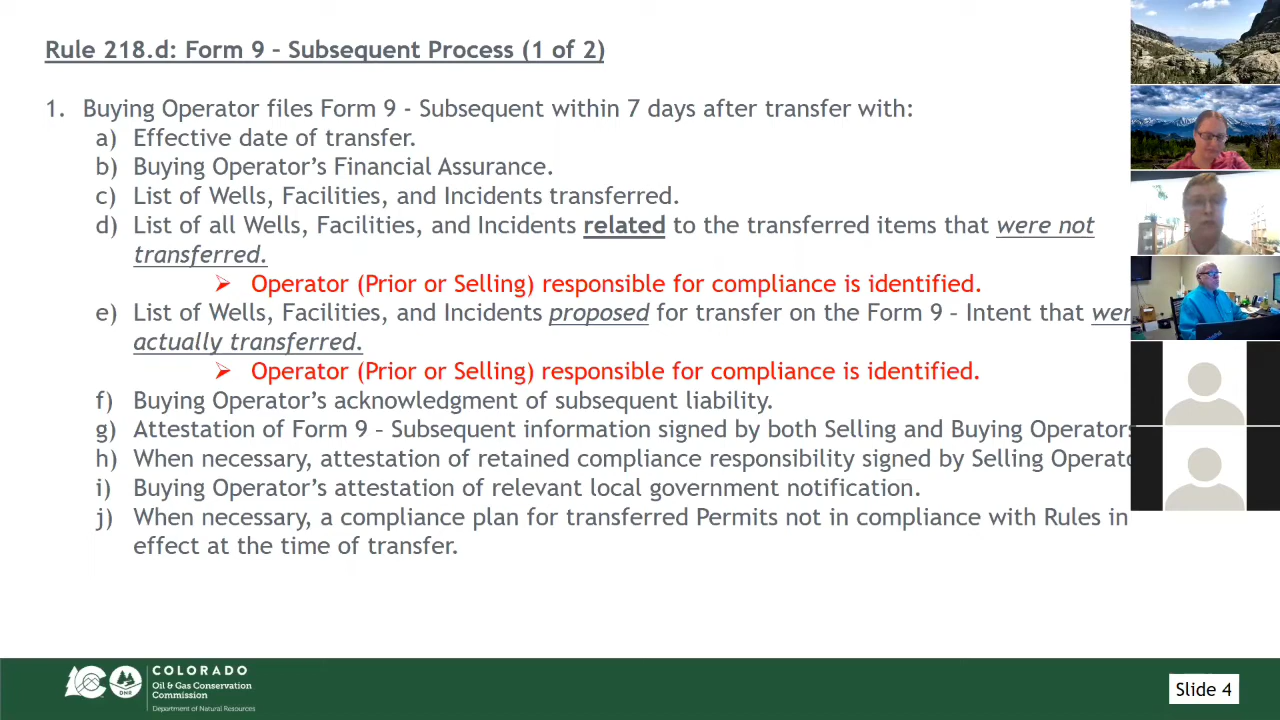 Rule 218.d: Form 9 – Subsequent Process (1 of 2)
1. Buying Operator files Form 9 - Subsequent within 7 days after transfer with:
a) Effective date of transfer.
b) Buying Operator's Financial Assurance.
c) List of Wells, Facilities, and Incidents transferred.
d) List of all Wells, Facilities, and Incidents related to the transferred items that were not
transferred.
➢ Operator (Prior or Selling) responsible for compliance is identified.
e) List of Wells, Facilities, and Incidents proposed for transfer on the Form 9 – Intent that
actually transferred.
➢ Operator (Prior or Selling) responsible for compliance is identified.
f) Buying Operator's acknowledgment of subsequent liability.
g) Attestation of Form 9 – Subsequent information signed by both Selling and Buying Operators
h) When necessary, attestation of retained compliance responsibility signed by Selling
i) Buying Operator's attestation of relevant local government notification.
j) When necessary, a compliance plan for transferred Permits not in compliance with Rules in
effect at the time of transfer.
COLORADO
Oil & Gas Conservation
Commission
Department of Natural Resources
DNR
Slide 4